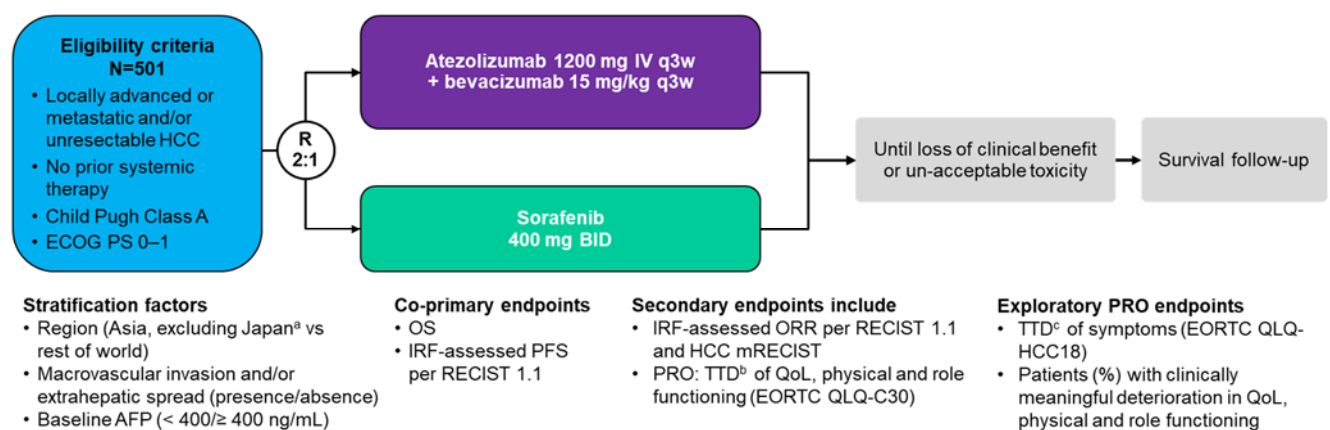 Eligibility criteria
N=501
• Locally advanced or
metastatic and/or
unresectable HCC
• No prior systemic
therapy
• Child Pugh Class A
• ECOG PS 0–1
R
2:1
Atezolizumab 1200 mg IV q3w
+ bevacizumab 15 mg/kg q3w
Sorafenib
400 mg BID
Until loss of clinical benefit
or un-acceptable toxicity
Survival follow-up
Stratification factors
• Region (Asia, excluding Japanᵃ vs
rest of world)
• Macrovascular invasion and/or
extrahepatic spread (presence/absence)
• Baseline AFP (< 400/≥ 400 ng/mL)
Co-primary endpoints
• OS
• IRF-assessed PFS
per RECIST 1.1
Secondary endpoints include
• IRF-assessed ORR per RECIST 1.1
and HCC mRECIST
• PRO: TTDᵇ of QoL, physical and role
functioning (EORTC QLQ-C30)
Exploratory PRO endpoints
• TTDᶜ of symptoms (EORTC QLQ-
HCC18)
• Patients (%) with clinically
meaningful deterioration in QoL,
physical and role functioning